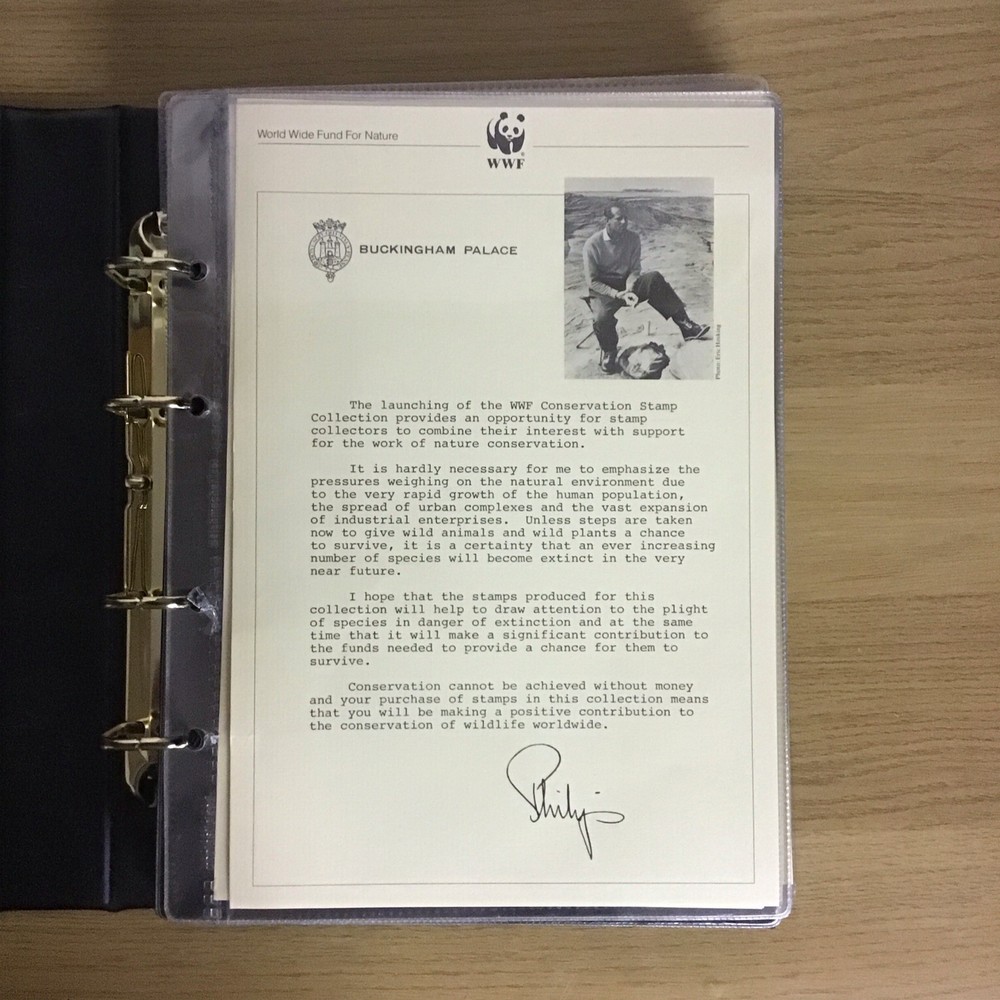 World Wide Fund For Nature
WWF
BUCKINGHAM PALACE
Photo: Eric Hosking
The launching of the WWF Conservation Stamp
Collection provides an opportunity for stamp
collectors to combine their interest with support
for the work of nature conservation.
It is hardly necessary for me to emphasize the
pressures weighing on the natural environment due
to the very rapid growth of the human population,
the spread of urban complexes and the vast expansion
of industrial enterprises. Unless steps are taken
now to give wild animals and wild plants a chance
to survive, it is a certainty that an ever increasing
number of species will become extinct in the very
near future.
I hope that the stamps produced for this
collection will help to draw attention to the plight
of species in danger of extinction and at the same
time that it will make a significant contribution to
the funds needed to provide a chance for them to
survive.
Conservation cannot be achieved without money
and your purchase of stamps in this collection means
that you will be making a positive contribution to
the conservation of wildlife worldwide.
Philip